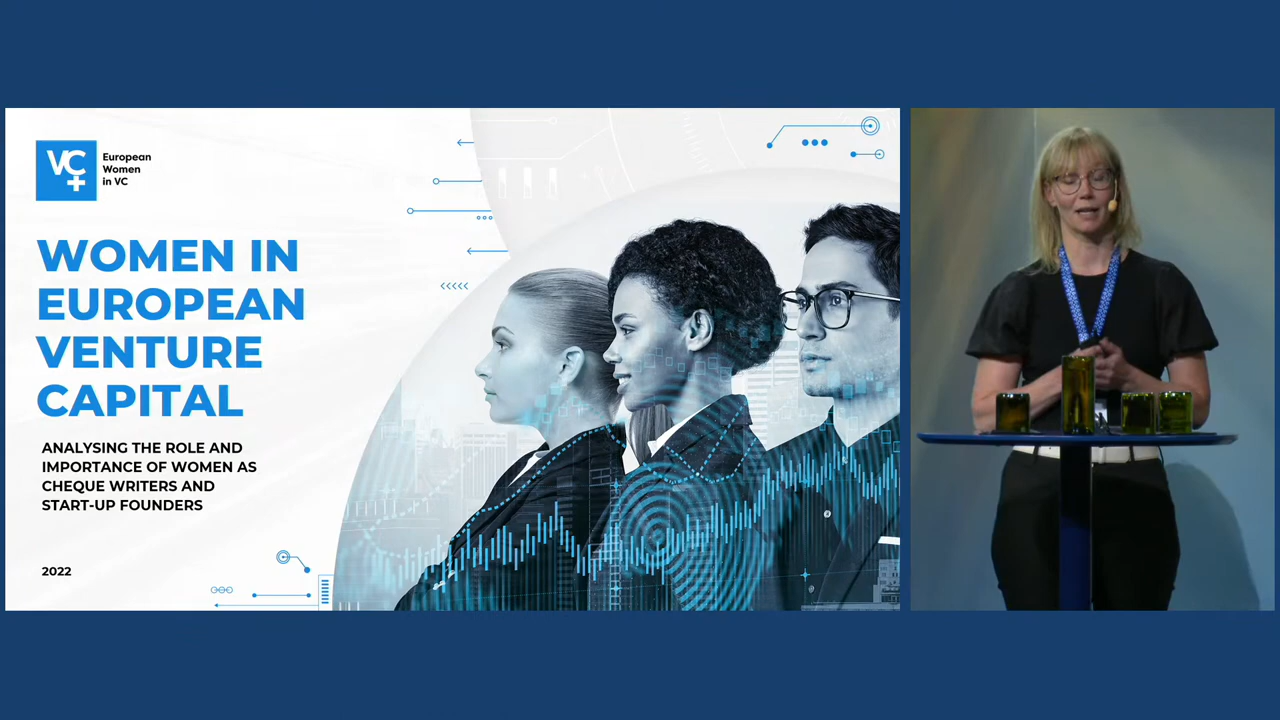 VC
European
Women
in VC
WOMEN IN
EUROPEAN
VENTURE
CAPITAL
ANALYSING THE ROLE AND
IMPORTANCE OF WOMEN AS
CHEQUE WRITERS AND
START-UP FOUNDERS
2022